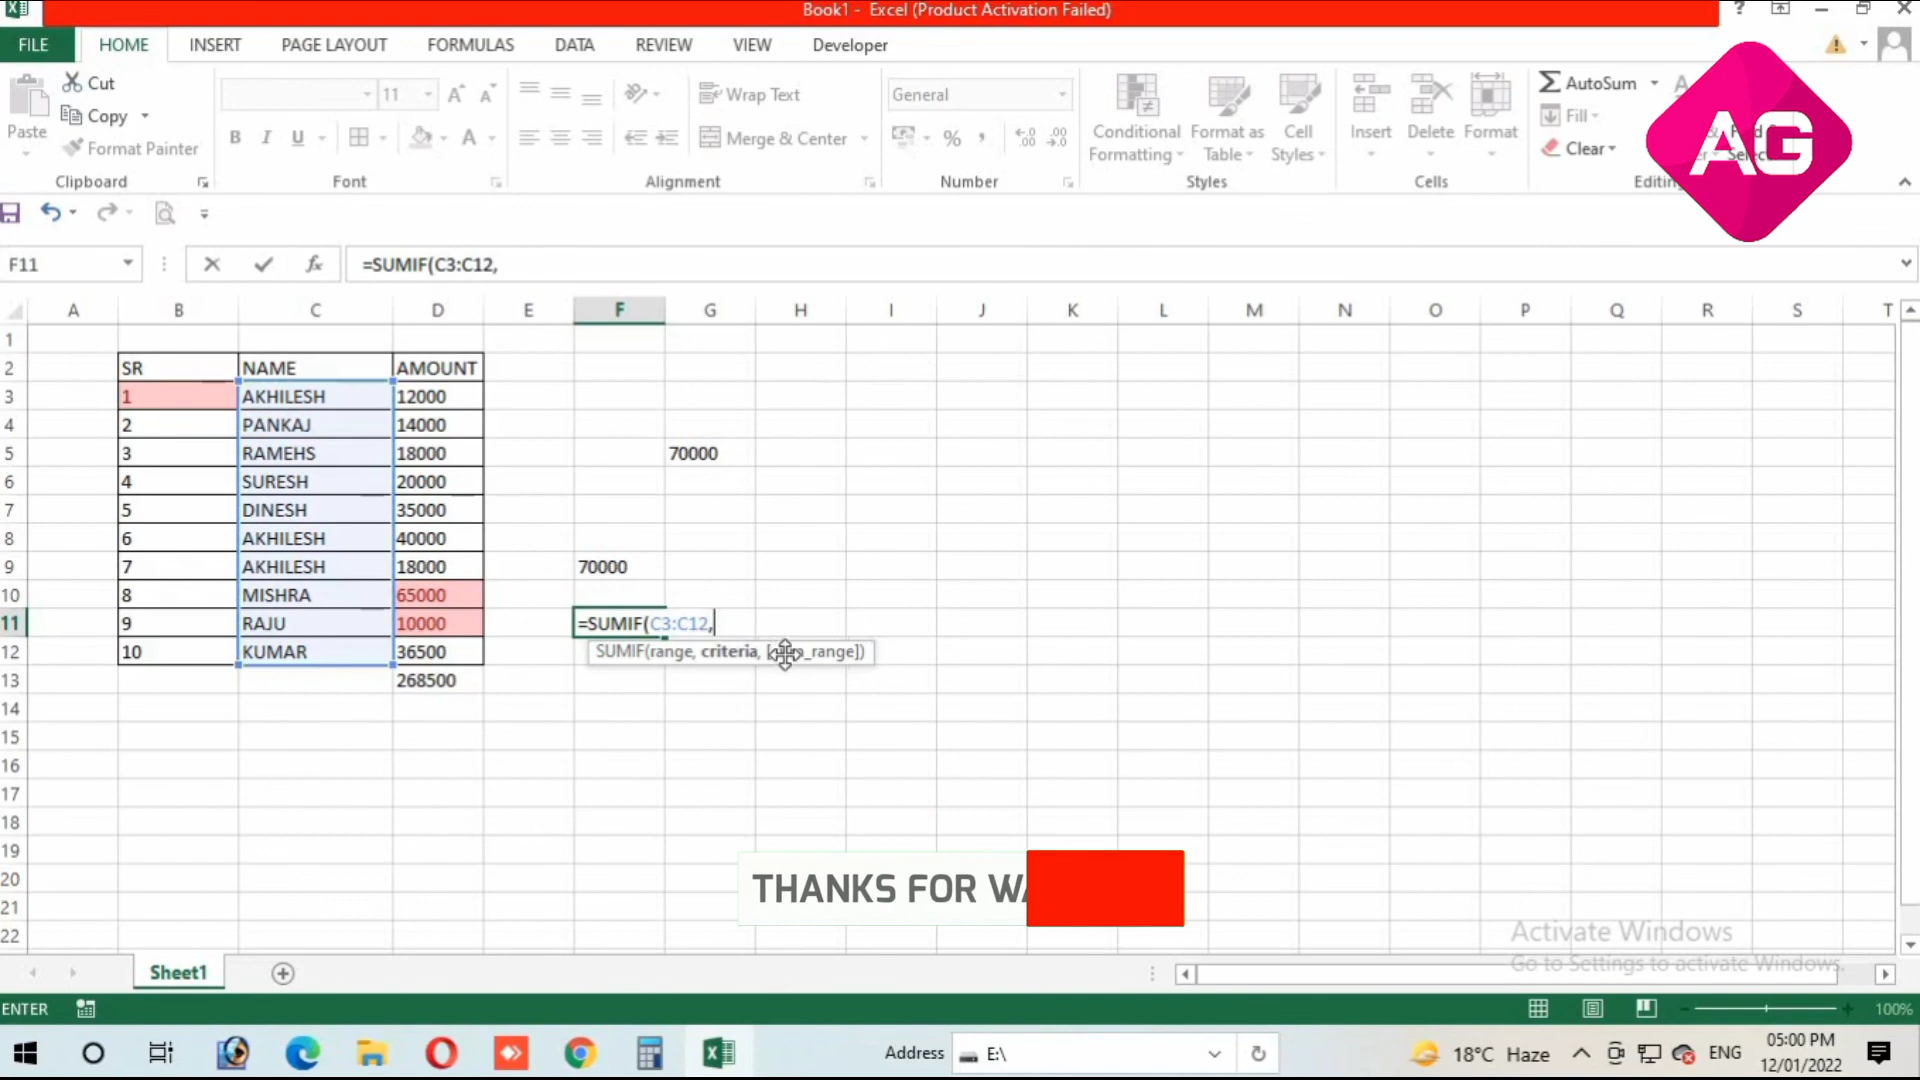 Book1 - Excel (Product Activation Failed)
FILE HOME INSERT PAGE LAYOUT FORMULAS DATA REVIEW VIEW Developer
Cut
Copy
Format Painter
Paste
Clipboard
11
B I U A
Font
Wrap Text
Merge & Center
Alignment
General
%
Number
Conditional Formatting
Format as Table
Cell Styles
Styles
Insert Delete Format
Cells
AutoSum
Fill
Clear
Editing
AG
F11 =SUMIF(C3:C12,
A B C D E F G H I J K L M N O P Q R S T
1
2 SR NAME AMOUNT
3 1 AKHILESH 12000
4 2 PANKAJ 14000
5 3 RAMEHS 18000 70000
6 4 SURESH 20000
7 5 DINESH 35000
8 6 AKHILESH 40000
9 7 AKHILESH 18000 70000
10 8 MISHRA 65000
11 9 RAJU 10000 =SUMIF(C3:C12,
12 10 KUMAR 36500 SUMIF(range, criteria, [ _range])
13 268500
14
15
16
17
18
19
20 THANKS FOR WA
21
22
Activate Windows
Go to Settings to activate Windows.
Sheet1
ENTER 100%
Address E:\ 18°C Haze ENG 05:00 PM
12/01/2022